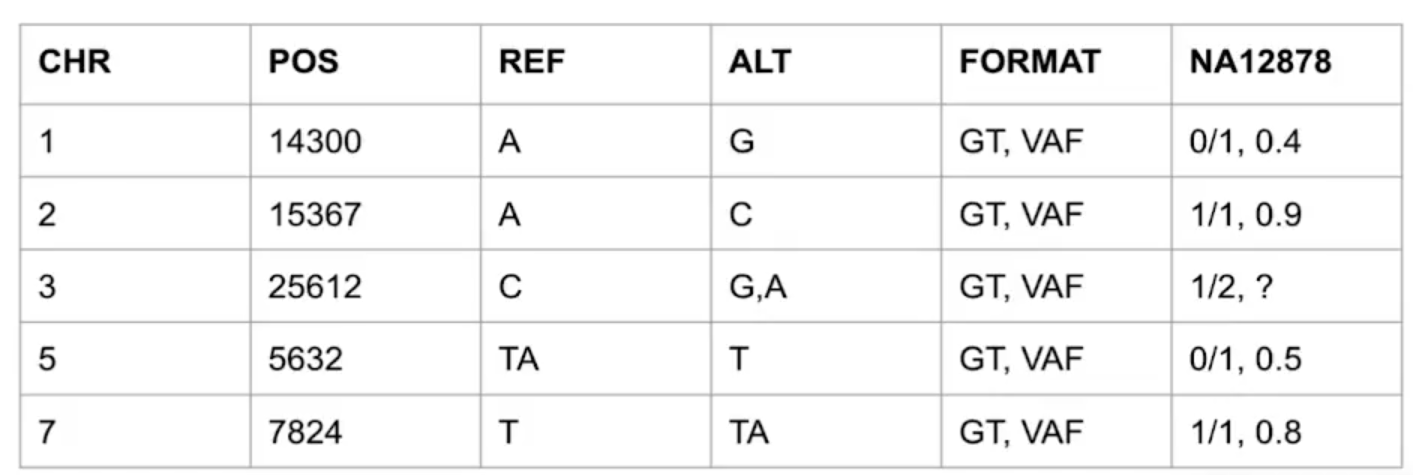 CHR POS REF ALT FORMAT NA12878
1 14300 A G GT, VAF 0/1, 0.4
2 15367 A C GT, VAF 1/1, 0.9
3 25612 C G,A GT, VAF 1/2, ?
5 5632 TA T GT, VAF 0/1, 0.5
7 7824 T TA GT, VAF 1/1, 0.8